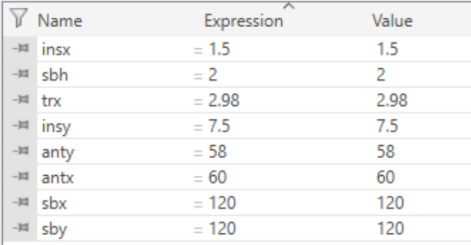 Name Expression Value
insx = 1.5 1.5
sbh = 2 2
trx = 2.98 2.98
insy = 7.5 7.5
anty = 58 58
antx = 60 60
sbx = 120 120
sby = 120 120